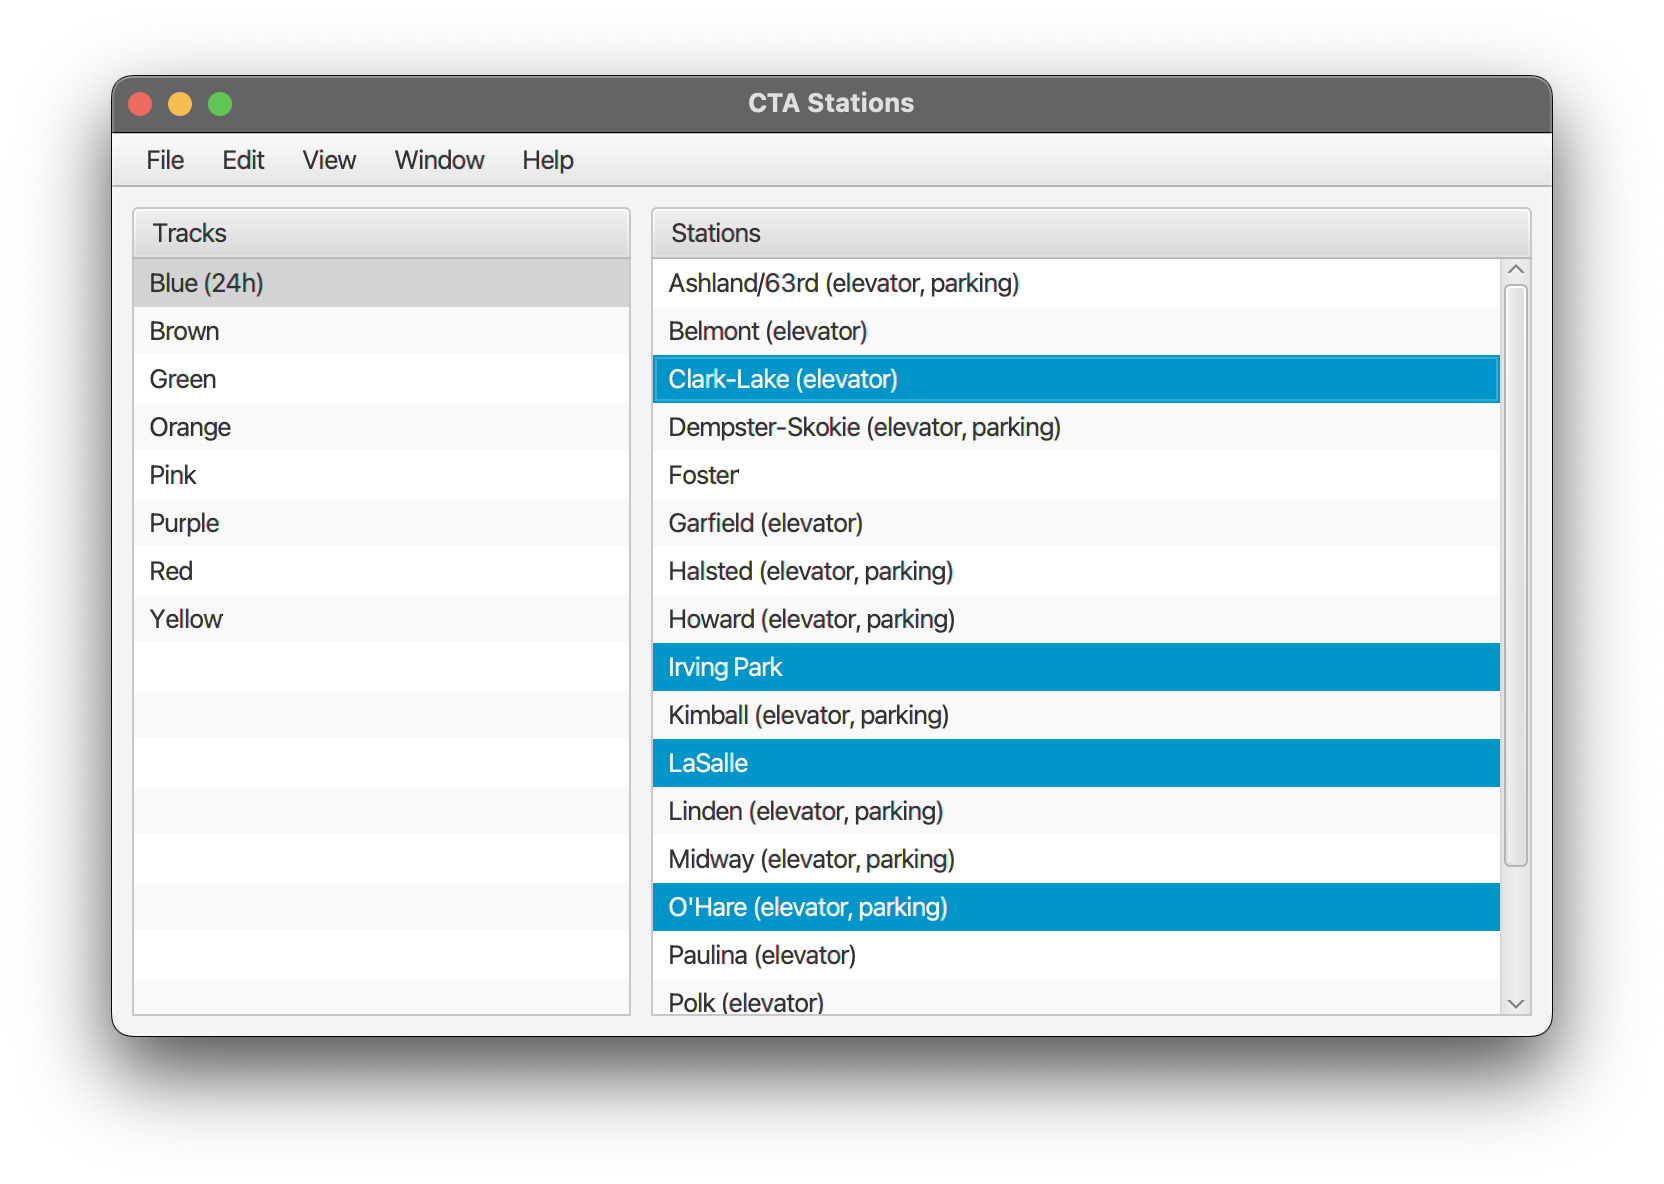 CTA Stations
File Edit View Window Help
Tracks
Blue (24h)
Brown
Green
Orange
Pink
Purple
Red
Yellow
Stations
Ashland/63rd (elevator, parking)
Belmont (elevator)
Clark-Lake (elevator)
Dempster-Skokie (elevator, parking)
Foster
Garfield (elevator)
Halsted (elevator, parking)
Howard (elevator, parking)
Irving Park
Kimball (elevator, parking)
LaSalle
Linden (elevator, parking)
Midway (elevator, parking)
O'Hare (elevator, parking)
Paulina (elevator)
Polk (elevator)